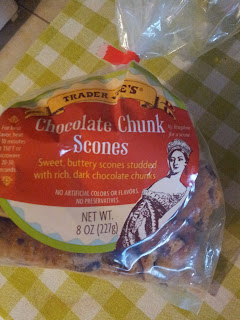 TRADER JOE'S
Chocolate Chunk
Scones
Sweet, buttery scones studded
with rich, dark chocolate chunks
NO ARTIFICIAL COLORS OR FLAVORS.
NO PRESERVATIVES.
NET WT.
8 OZ (227g)